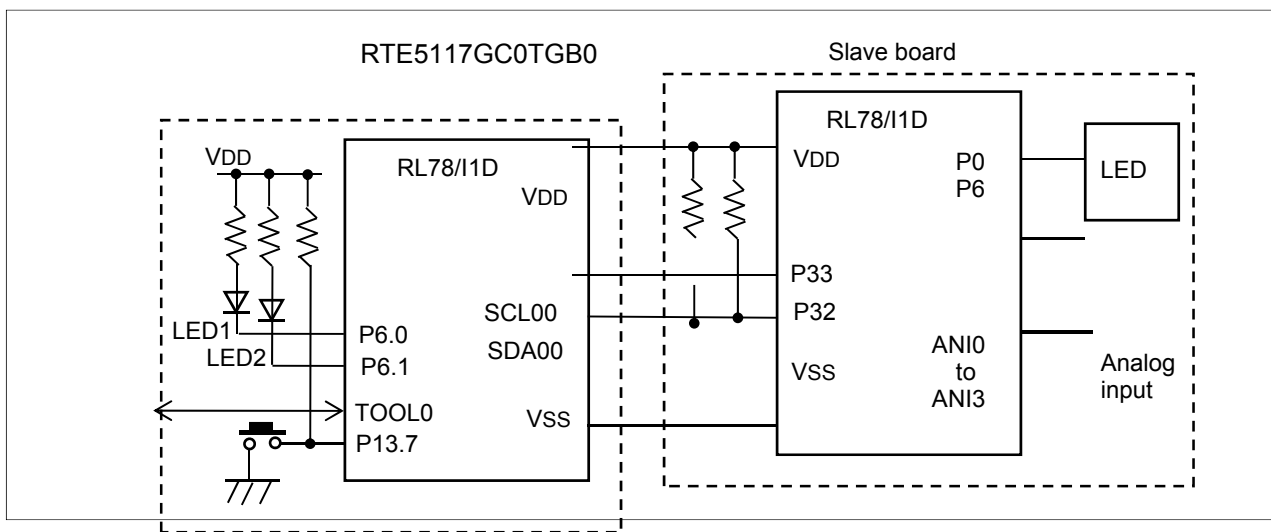 RTE5117GC0TGB0
Slave board
VDD
RL78/I1D
VDD
LED1
LED2
P6.0
P6.1
TOOL0
P13.7
SCL00
SDA00
VSS
RL78/I1D
VDD
P33
P32
VSS
P0
P6
ANI0
to
ANI3
LED
Analog
input